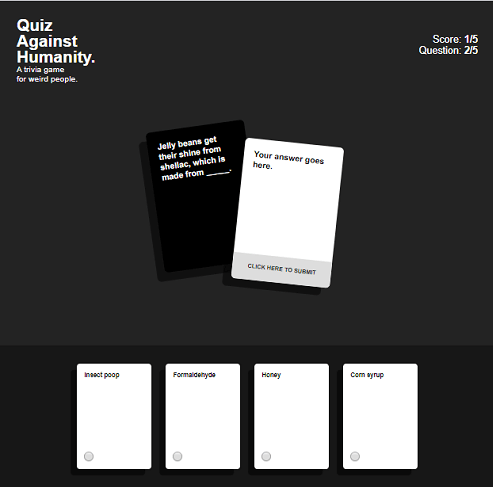 Quiz
Against
Humanity.
A trivia game
for weird people.
Score: 1/5
Question: 2/5
Jelly beans get
their shine from
shellac, which is
made from _____.
Your answer goes
here.
CLICK HERE TO SUBMIT
Insect poop
Formaldehyde
Honey
Corn syrup